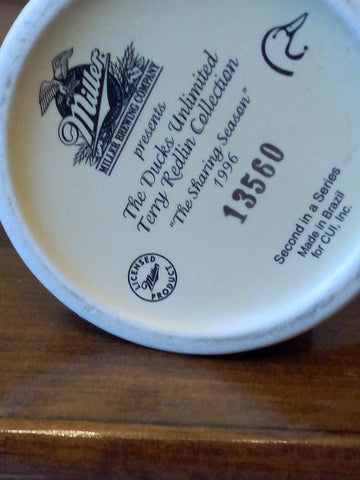 Miller
MILLER BREWING COMPANY
presents
The Ducks Unlimited
Terry Redlin Collection
"The Sharing Season"
1996
13560
LICENSED
Miller
PRODUCT
Second in a Series
Made in Brazil
for CUI, Inc.